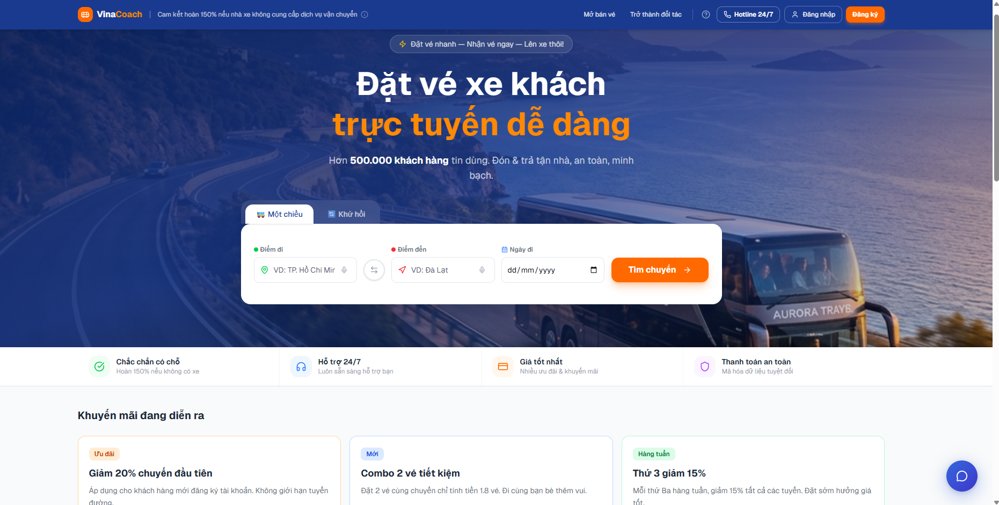 VinaCoach
Cam kết hoàn 150% nếu nhà xe không cung cấp dịch vụ vận chuyển
Mở bán vé
Trở thành đối tác
Hotline 24/7
Đăng nhập
Đăng ký
Đặt vé nhanh — Nhận vé ngay — Lên xe thôi!
Đặt vé xe khách
trực tuyến dễ dàng
Hơn 500.000 khách hàng tin dùng. Đón & trả tận nhà, an toàn, minh
bạch.
Một chiều
Khứ hồi
Điểm đi
VD: TP. Hồ Chí Mir
Điểm đến
VD: Đà Lạt
Ngày đi
dd/mm/yyyy
Tìm chuyến
AURORA TRAYS.
Chắc chắn có chỗ
Hoàn 150% nếu không có xe
Hỗ trợ 24/7
Luôn sẵn sàng hỗ trợ bạn
Giá tốt nhất
Nhiều ưu đãi & khuyến mãi
Thanh toán an toàn
Mã hóa dữ liệu tuyệt đối
Khuyến mãi đang diễn ra
Ưu đãi
Giảm 20% chuyến đầu tiên
Áp dụng cho khách hàng mới đăng ký tài khoản. Không giới hạn tuyến
đường.
Mới
Combo 2 vé tiết kiệm
Đặt 2 vé cùng chuyến chỉ tính tiền 1.8 vé. Đi cùng bạn bè thêm vui.
Hàng tuần
Thứ 3 giảm 15%
Mỗi thứ Ba hàng tuần, giảm 15% tất cả các tuyến. Đặt sớm hưởng giá
tốt.